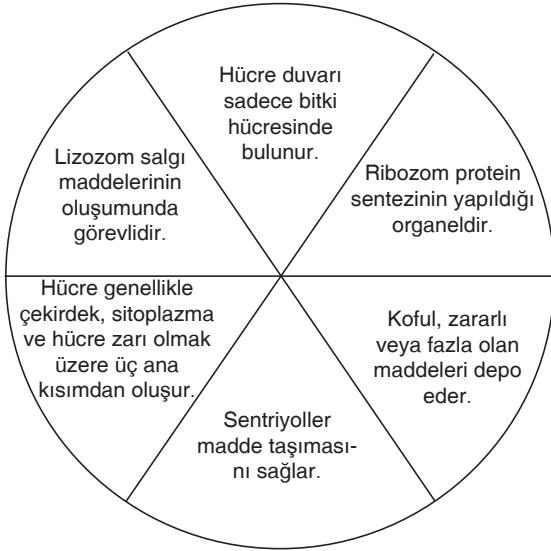 Hücre duvarı
sadece bitki
hücresinde
bulunur.
Ribozom protein
sentezinin yapıldığı
organeldir.
Koful, zararlı
veya fazla olan
maddeleri depo
eder.
Sentriyoller
madde taşıması-
nı sağlar.
Hücre genellikle
çekirdek, sitoplazma
ve hücre zarı olmak
üzere üç ana
kısımdan oluşur.
Lizozom salgı
maddelerinin
oluşumunda
görevlidir.